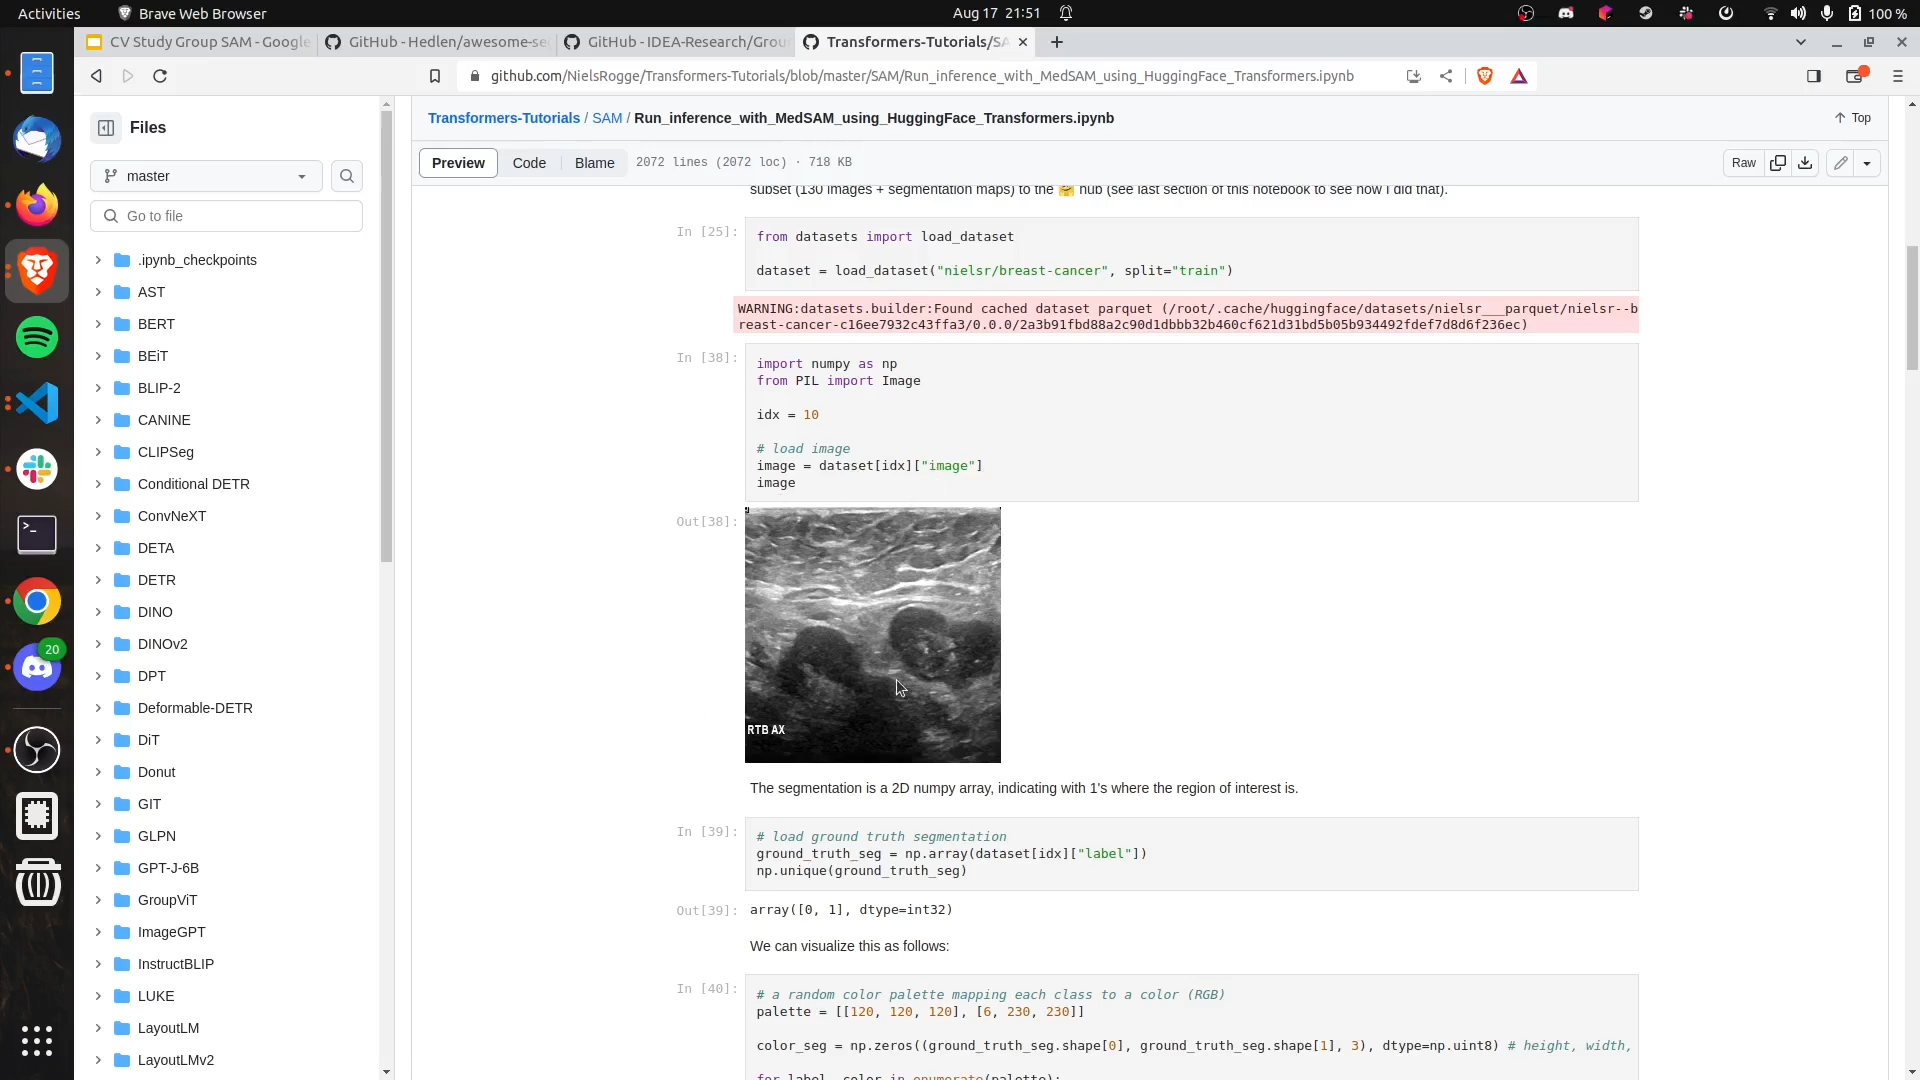 Activities
Brave Web Browser
Aug 17 21:51
100 %
CV Study Group SAM - Google
GitHub - Hedlen/awesome-se
GitHub - IDEA-Research/Grou
Transformers-Tutorials/SA
github.com/NielsRogge/Transformers-Tutorials/blob/master/SAM/Run_inference_with_MedSAM_using_HuggingFace_Transformers.ipynb
Files
master
Go to file
.ipynb_checkpoints
AST
BERT
BEiT
BLIP-2
CANINE
CLIPSeg
Conditional DETR
ConvNeXT
DETA
DETR
DINO
DINOv2
DPT
Deformable-DETR
DiT
Donut
GIT
GLPN
GPT-J-6B
GroupViT
ImageGPT
InstructBLIP
LUKE
LayoutLM
LayoutLMv2
20
Transformers-Tutorials / SAM / Run_inference_with_MedSAM_using_HuggingFace_Transformers.ipynb
Top
Preview Code Blame 2072 lines (2072 loc) · 718 KB
Raw
subset (130 images + segmentation maps) to the 🤗 hub (see last section of this notebook to see how I did that).
In [25]:
from datasets import load_dataset
dataset = load_dataset("nielsr/breast-cancer", split="train")
WARNING:datasets.builder:Found cached dataset parquet (/root/.cache/huggingface/datasets/nielsr___parquet/nielsr--b
reast-cancer-c16ee7932c43ffa3/0.0.0/2a3b91fbd88a2c90d1dbbb32b460cf621d31bd5b05b934492fdef7d8d6f236ec)
In [38]:
import numpy as np
from PIL import Image
idx = 10
# load image
image = dataset[idx]["image"]
image
Out[38]:
RTB AX
The segmentation is a 2D numpy array, indicating with 1's where the region of interest is.
In [39]:
# load ground truth segmentation
ground_truth_seg = np.array(dataset[idx]["label"])
np.unique(ground_truth_seg)
Out[39]:
array([0, 1], dtype=int32)
We can visualize this as follows:
In [40]:
# a random color palette mapping each class to a color (RGB)
palette = [[120, 120, 120], [6, 230, 230]]
color_seg = np.zeros((ground_truth_seg.shape[0], ground_truth_seg.shape[1], 3), dtype=np.uint8) # height, width,
for label, color in enumerate(palette):